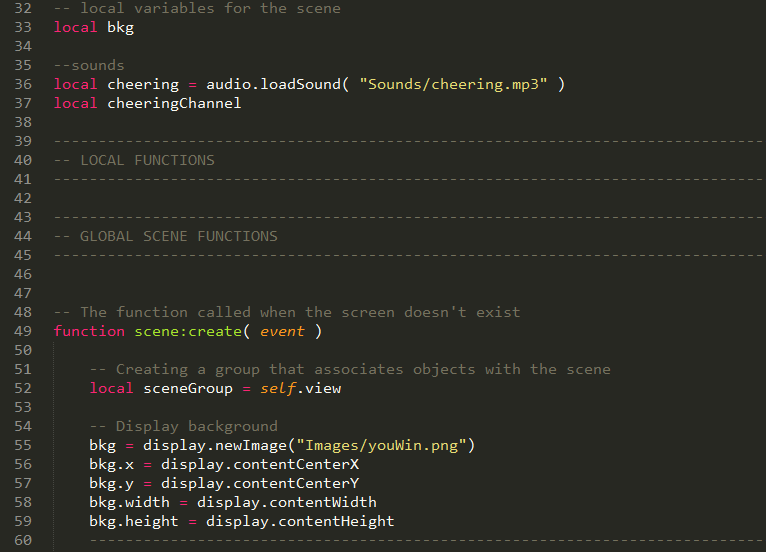 32 -- local variables for the scene
33 local bkg
34
35 --sounds
36 local cheering = audio.loadSound( "Sounds/cheering.mp3" )
37 local cheeringChannel
38
39 -------------------------------------------------------------------------------
40 -- LOCAL FUNCTIONS
41 -------------------------------------------------------------------------------
42
43 -------------------------------------------------------------------------------
44 -- GLOBAL SCENE FUNCTIONS
45 -------------------------------------------------------------------------------
46
47
48 -- The function called when the screen doesn't exist
49 function scene:create( event )
50
51     -- Creating a group that associates objects with the scene
52     local sceneGroup = self.view
53
54     -- Display background
55     bkg = display.newImage("Images/youWin.png")
56     bkg.x = display.contentCenterX
57     bkg.y = display.contentCenterY
58     bkg.width = display.contentWidth
59     bkg.height = display.contentHeight
60     ---------------------------------------------------------------------------